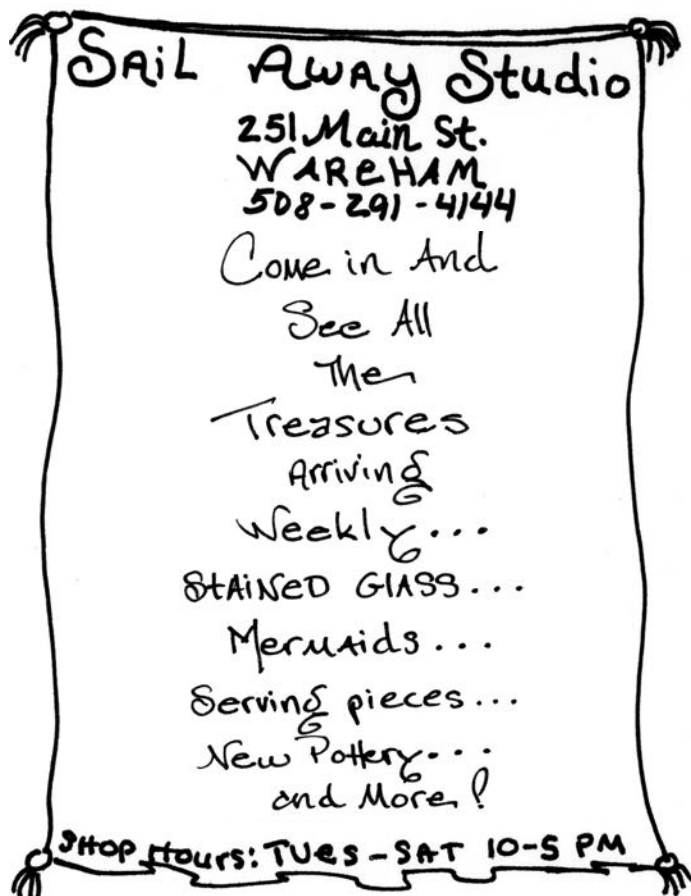 SAiL AWAY Studio
251 Main St.
WAREHAM
508-291-4144
Come in And
See All
The
Treasures
Arriving
Weekly...
StAiNeD GlASS...
Mermaids...
Serving pieces...
New Pottery...
and More!
SHOP Hours: TUes - SAT 10-5 PM